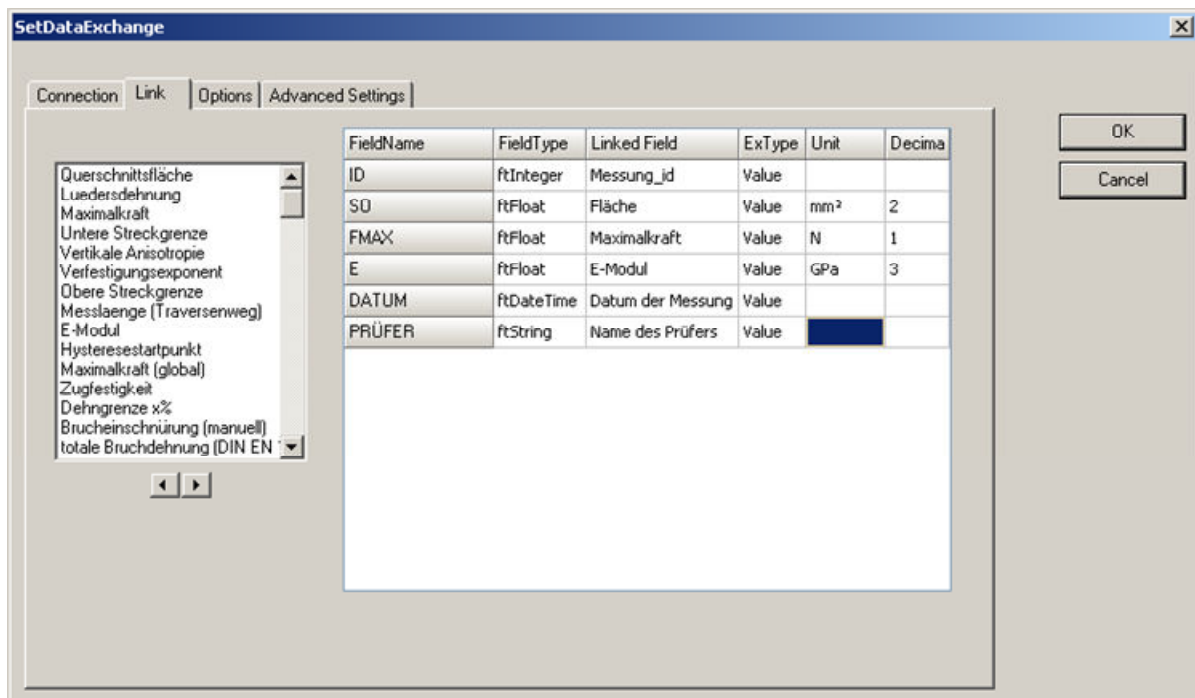 SetDataExchange
Connection Link Options Advanced Settings
Querschnittsfläche
Luedersdehnung
Maximalkraft
Untere Streckgrenze
Vertikale Anisotropie
Verfestigungsexponent
Obere Streckgrenze
Messlaenge (Traversenweg)
E-Modul
Hysteresestartpunkt
Maximalkraft (global)
Zugfestigkeit
Dehngrenze x%
Brucheinschnürung (manuell)
totale Bruchdehnung (DIN EN
FieldName FieldType Linked Field ExType Unit Decima
ID ftInteger Messung_id Value
S0 ftFloat Fläche Value mm² 2
FMAX ftFloat Maximalkraft Value N 1
E ftFloat E-Modul Value GPa 3
DATUM ftDateTime Datum der Messung Value
PRÜFER ftString Name des Prüfers Value
OK
Cancel